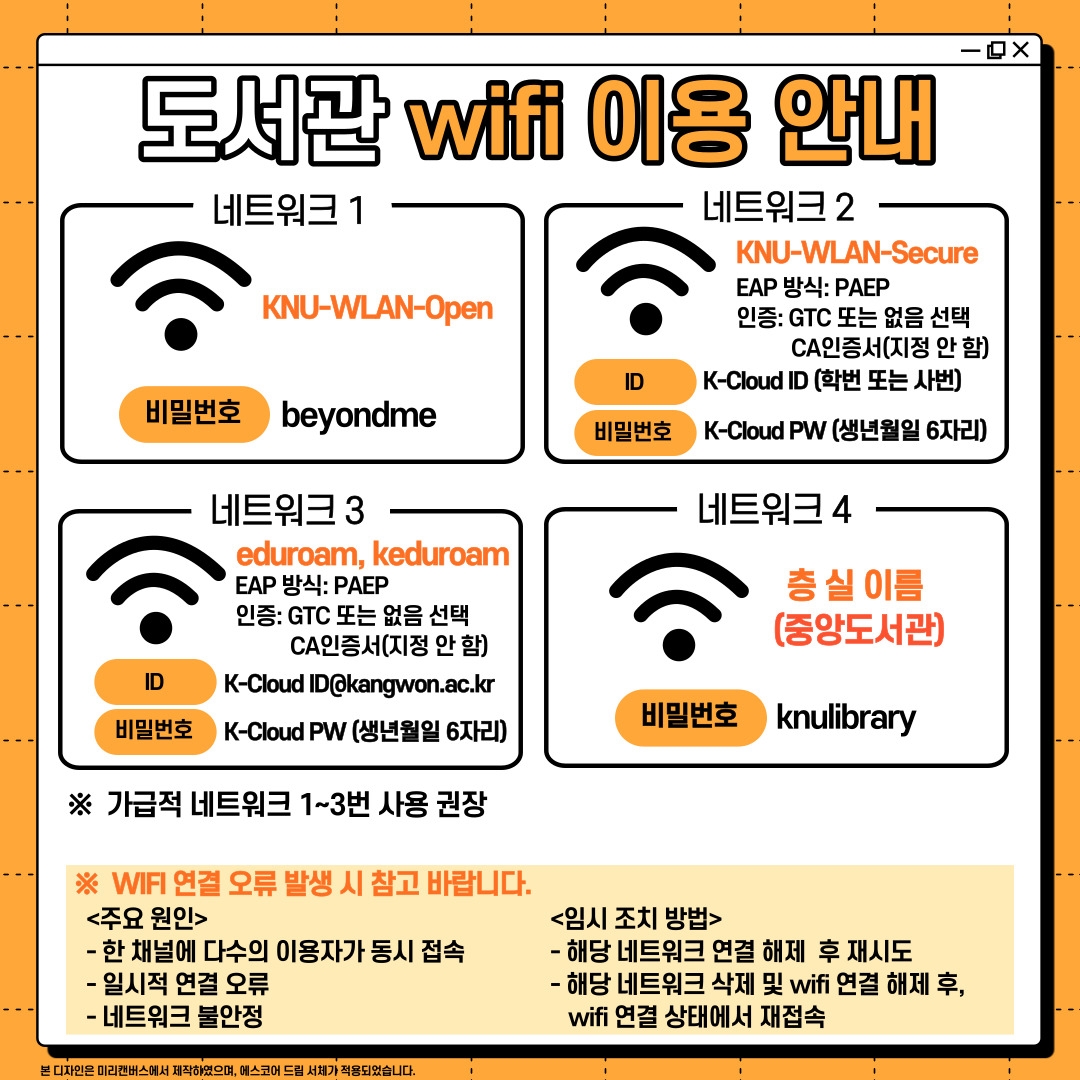 도서관 wifi 이용 안내
네트워크 1
KNU-WLAN-Open
비밀번호 beyondme
네트워크 2
KNU-WLAN-Secure
EAP 방식: PAEP
인증: GTC 또는 없음 선택
CA인증서(지정 안 함)
ID K-Cloud ID (학번 또는 사번)
비밀번호 K-Cloud PW (생년월일 6자리)
네트워크 3
eduroam, keduroam
EAP 방식: PAEP
인증: GTC 또는 없음 선택
CA인증서(지정 안 함)
ID K-Cloud ID@kangwon.ac.kr
비밀번호 K-Cloud PW (생년월일 6자리)
네트워크 4
층 실 이름
(중앙도서관)
비밀번호 knulibrary
※ 가급적 네트워크 1~3번 사용 권장
※ WIFI 연결 오류 발생 시 참고 바랍니다.
<주요 원인>
- 한 채널에 다수의 이용자가 동시 접속
- 일시적 연결 오류
- 네트워크 불안정
<임시 조치 방법>
- 해당 네트워크 연결 해제 후 재시도
- 해당 네트워크 삭제 및 wifi 연결 해제 후,
wifi 연결 상태에서 재접속
본 디자인은 미리캔버스에서 제작하였으며, 에스코어 드림 서체가 적용되었습니다.